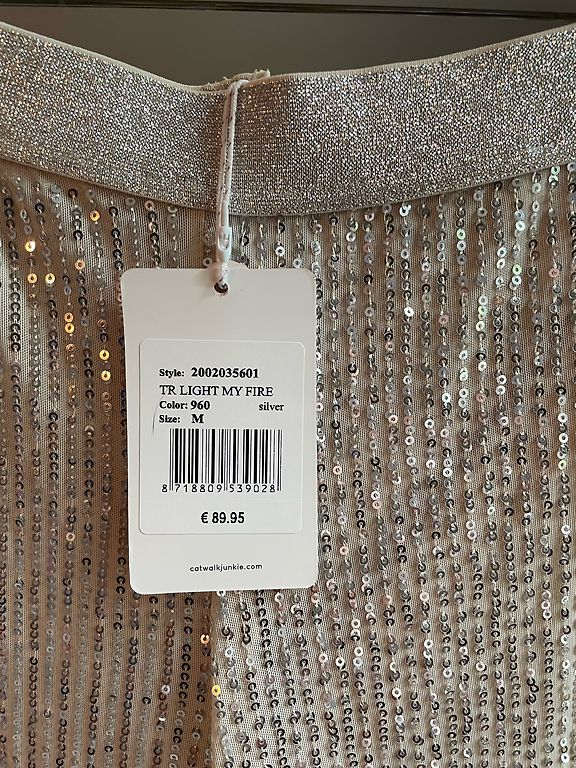 Style: 2002035601
TR LIGHT MY FIRE
Color: 960 silver
Size: M
8 718809 539028
€ 89.95
catwalkjunkie.com